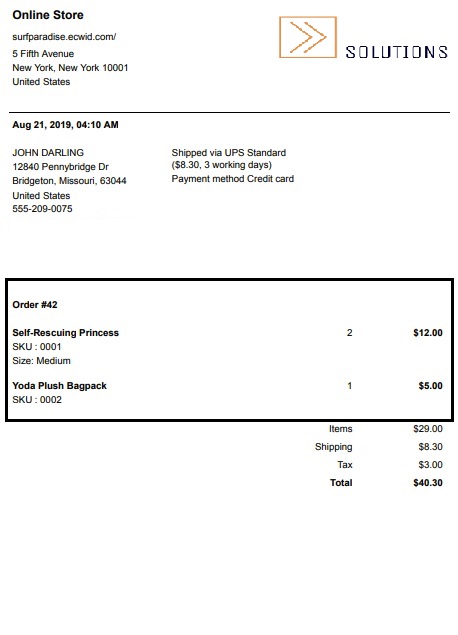 Online Store
surfparadise.ecwid.com/
5 Fifth Avenue
New York, New York 10001
United States
SOLUTIONS
Aug 21, 2019, 04:10 AM
JOHN DARLING
12840 Pennybridge Dr
Bridgeton, Missouri, 63044
United States
555-209-0075
Shipped via UPS Standard
($8.30, 3 working days)
Payment method Credit card
Order #42
Self-Rescuing Princess 2 $12.00
SKU : 0001
Size: Medium
Yoda Plush Bagpack 1 $5.00
SKU : 0002
Items $29.00
Shipping $8.30
Tax $3.00
Total $40.30